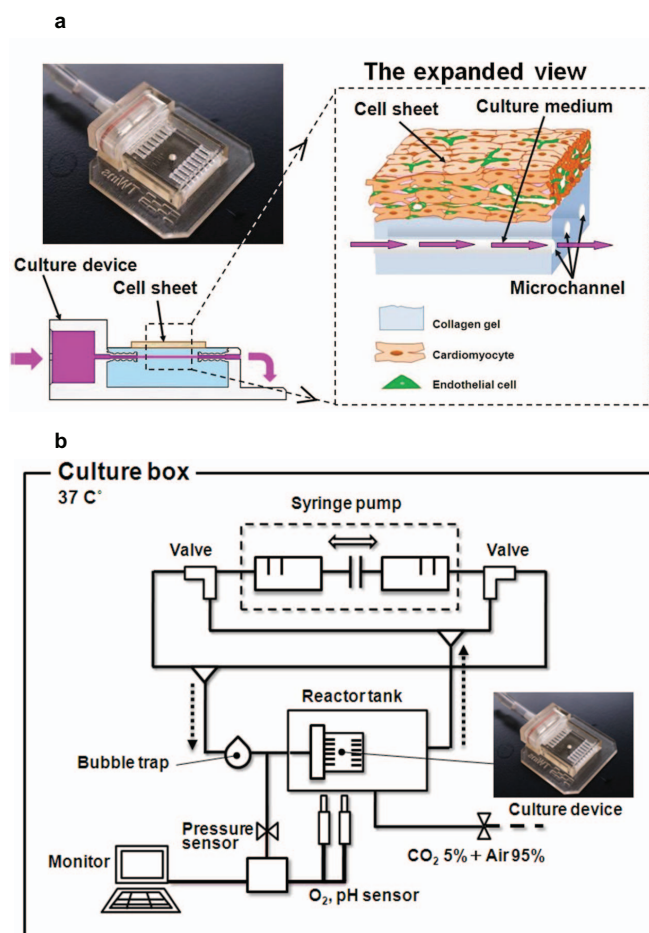 a
The expanded view
Cell sheet
Culture medium
Culture device
Cell sheet
Microchannel
Collagen gel
Cardiomyocyte
Endothelial cell
b
Culture box
37 C°
Syringe pump
Valve
Valve
Reactor tank
Bubble trap
Culture device
Pressure
sensor
Monitor
CO₂ 5% + Air 95%
O₂, pH sensor